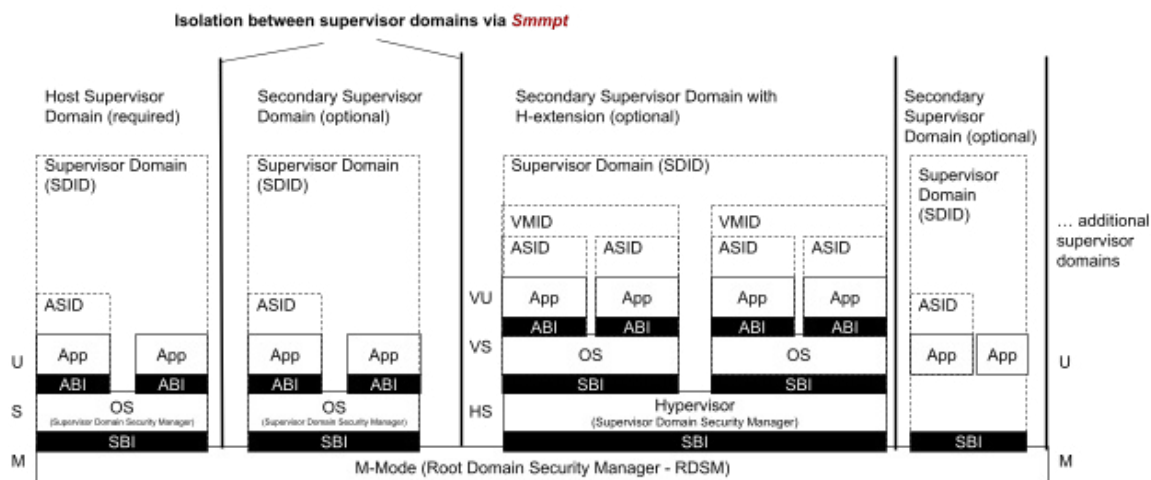 Isolation between supervisor domains via Smmpt
Host Supervisor
Domain (required)
Secondary Supervisor
Domain (optional)
Secondary Supervisor Domain with
H-extension (optional)
Secondary
Supervisor
Domain (optional)
Supervisor Domain
(SDID)
Supervisor Domain
(SDID)
Supervisor Domain (SDID)
Supervisor
Domain
(SDID)
VMID
VMID
ASID
ASID
ASID
ASID
... additional
supervisor
domains
ASID
ASID
ASID
VU
App
App
App
App
ABI
ABI
ABI
ABI
U
App
App
App
App
VS
OS
OS
App
App
U
ABI
ABI
ABI
ABI
SBI
SBI
S
OS
(Supervisor Domain Security Manager)
OS
(Supervisor Domain Security Manager)
HS
Hypervisor
(Supervisor Domain Security Manager)
SBI
SBI
SBI
SBI
M
M-Mode (Root Domain Security Manager - RDSM)
M